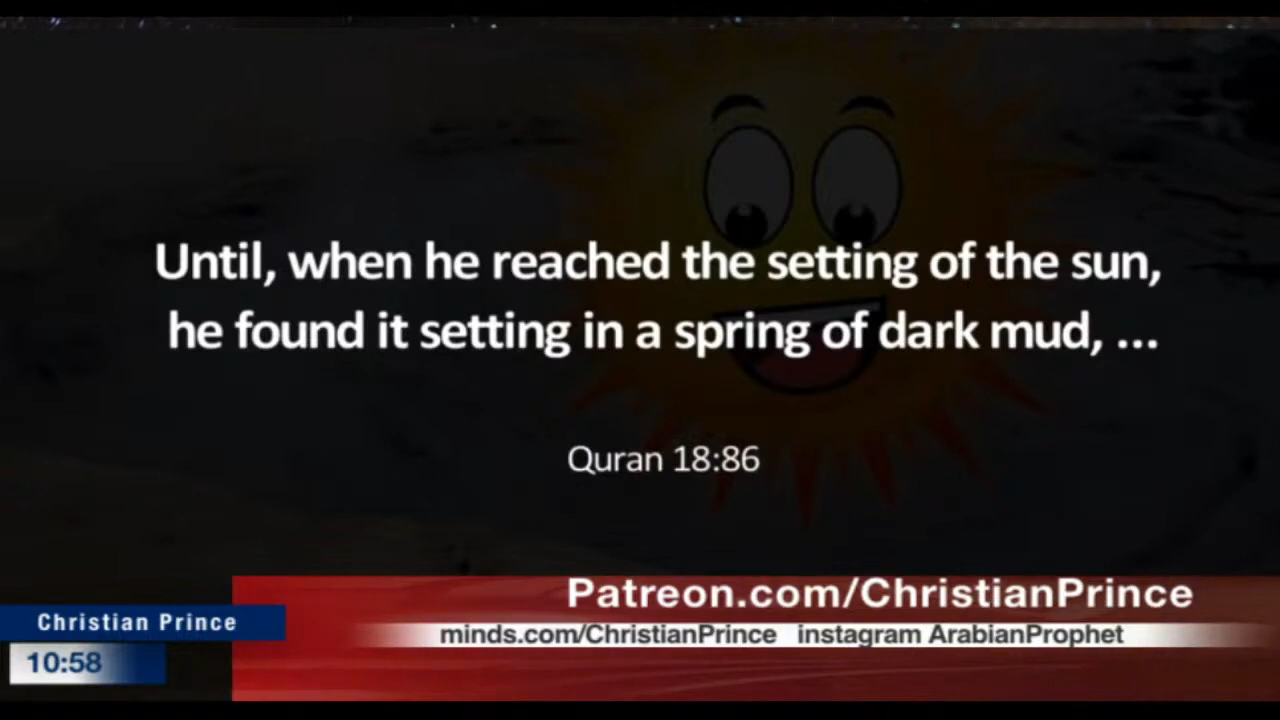 Until, when he reached the setting of the sun,
he found it setting in a spring of dark mud, ...
Quran 18:86
Patreon.com/ChristianPrince
Christian Prince
minds.com/ChristianPrince instagram ArabianProphet
10:58